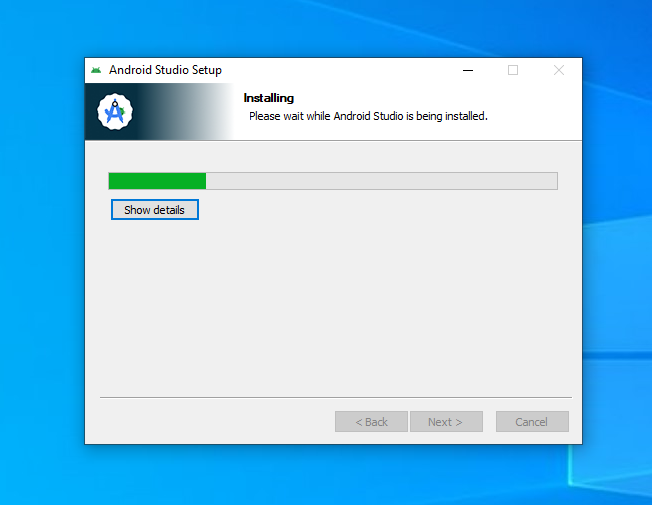 Android Studio Setup
Installing
Please wait while Android Studio is being installed.
Show details
< Back
Next >
Cancel